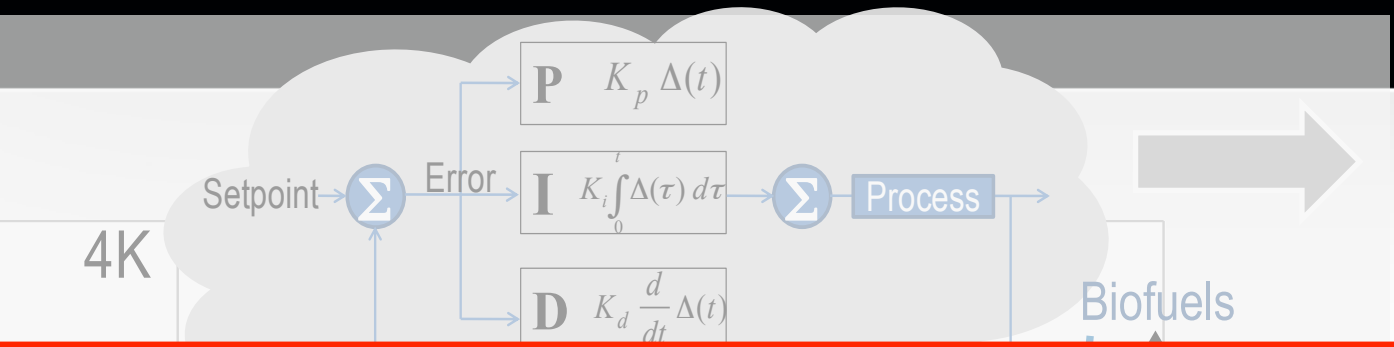 P K_p Δ(t)
Setpoint Σ Error I K_i ∫_0^t Δ(τ) dτ Σ Process
4K
D K_d d/dt Δ(t)
Biofuels